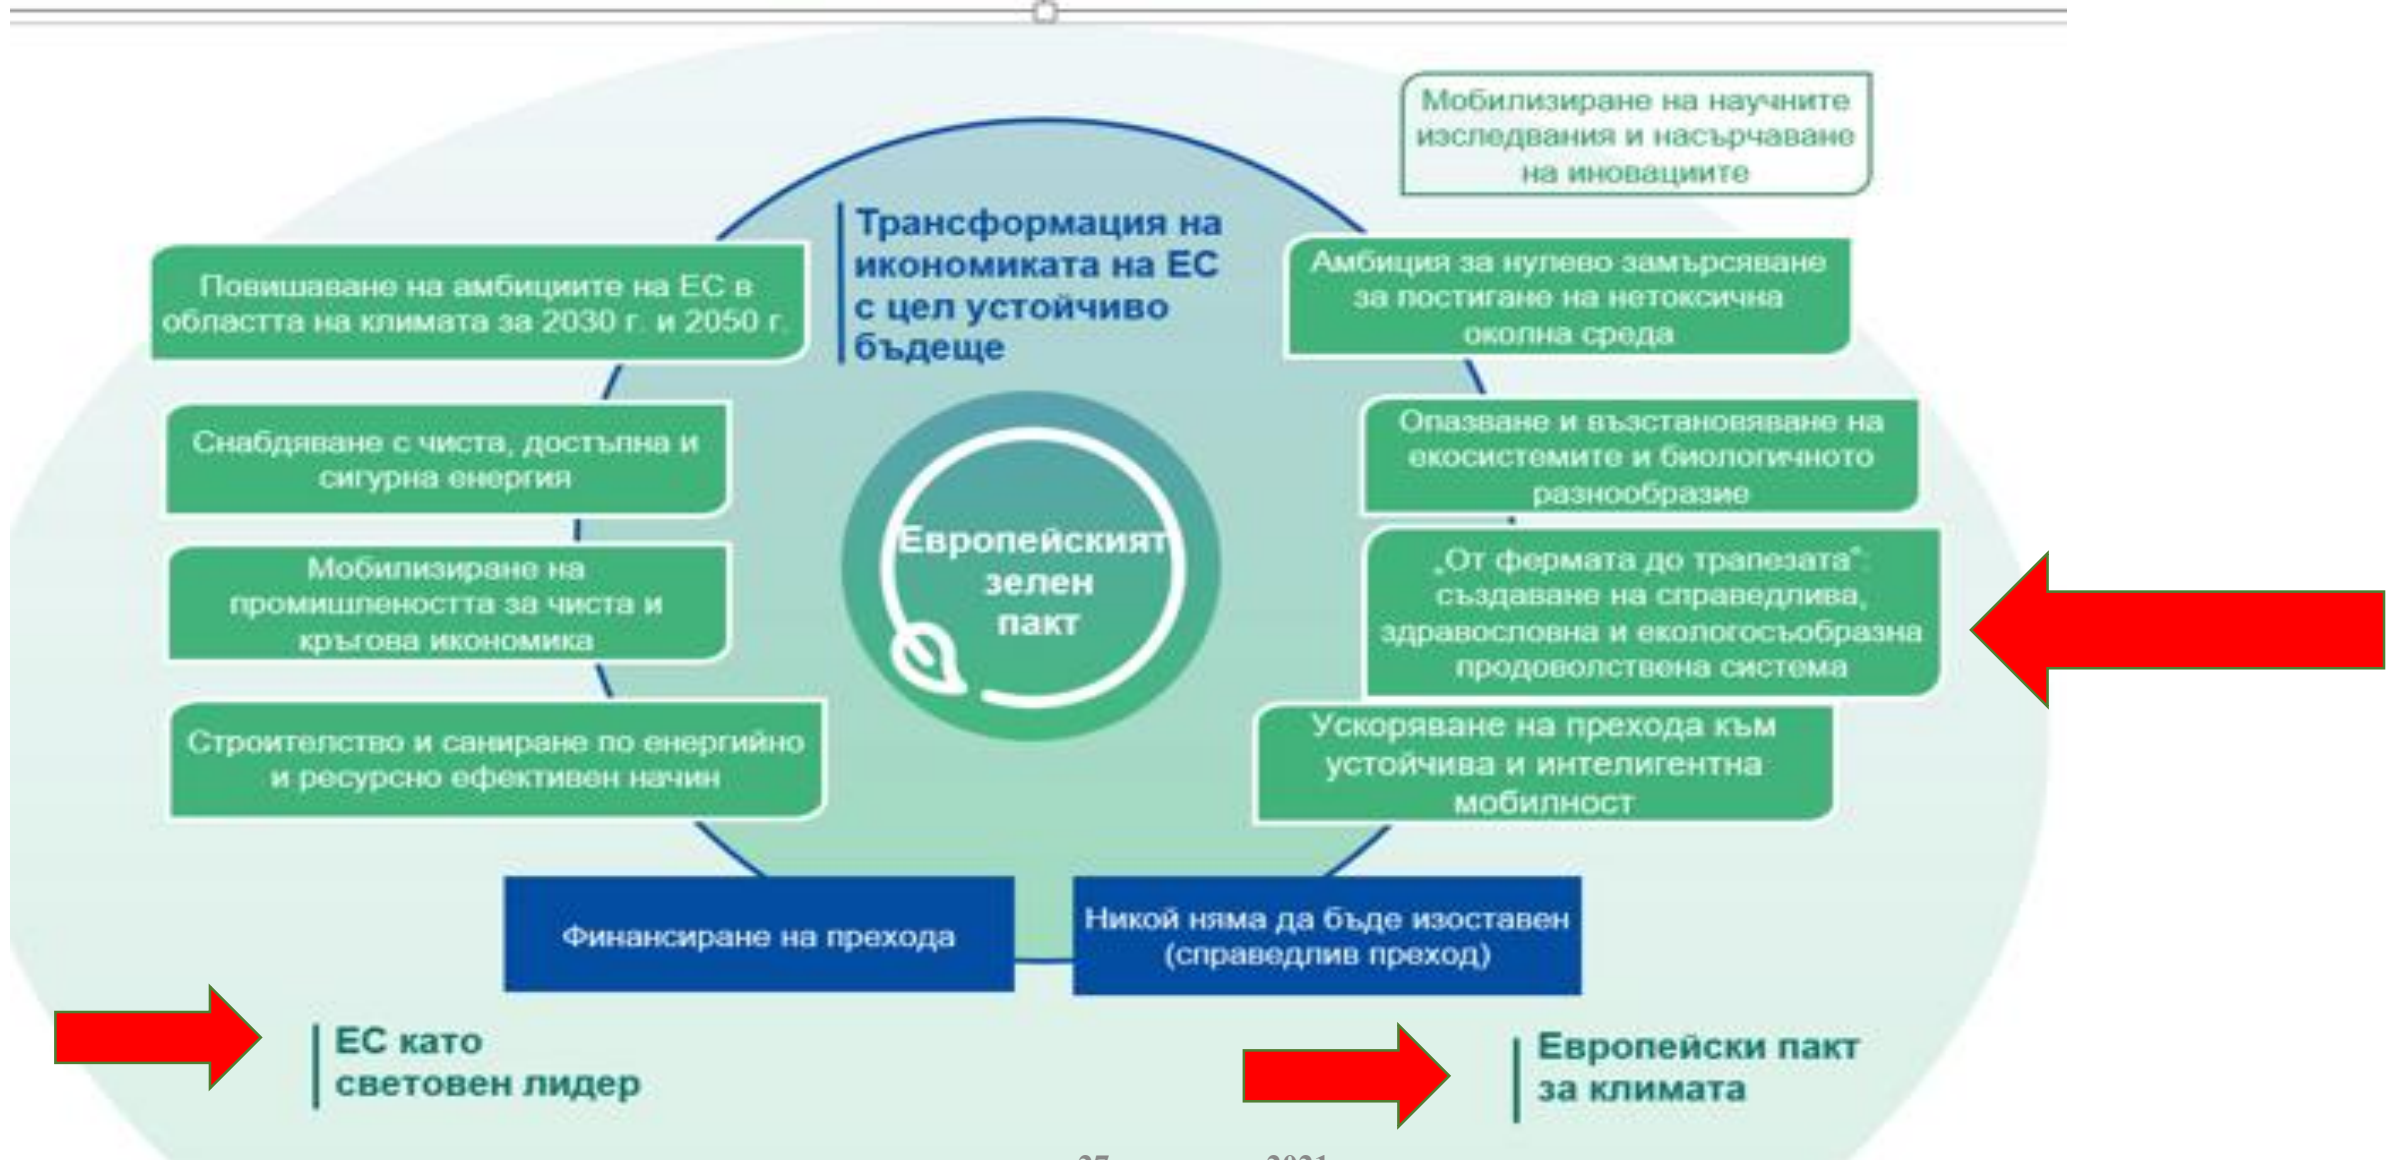 Мобилизиране на научните
изследвания и насърчаване
на иновациите
Трансформация на
икономиката на ЕС
с цел устойчиво
бъдеще
Повишаване на амбициите на ЕС в
областта на климата за 2030 г. и 2050 г.
Амбиция за нулево замърсяване
за постигане на нетоксична
околна среда
Снабдяване с чиста, достъпна и
сигурна енергия
Опазване и възстановяване на
екосистемите и биологичното
разнообразие
Европейският
зелен
пакт
Мобилизиране на
промишлеността за чиста и
кръгова икономика
„От фермата до трапезата“:
създаване на справедлива,
здравословна и екологосъобразна
продоволствена система
Строителство и саниране по енергийно
и ресурсно ефективен начин
Ускоряване на прехода към
устойчива и интелигентна
мобилност
Финансиране на прехода
Никой няма да бъде изоставен
(справедлив преход)
ЕС като
световен лидер
Европейски пакт
за климата